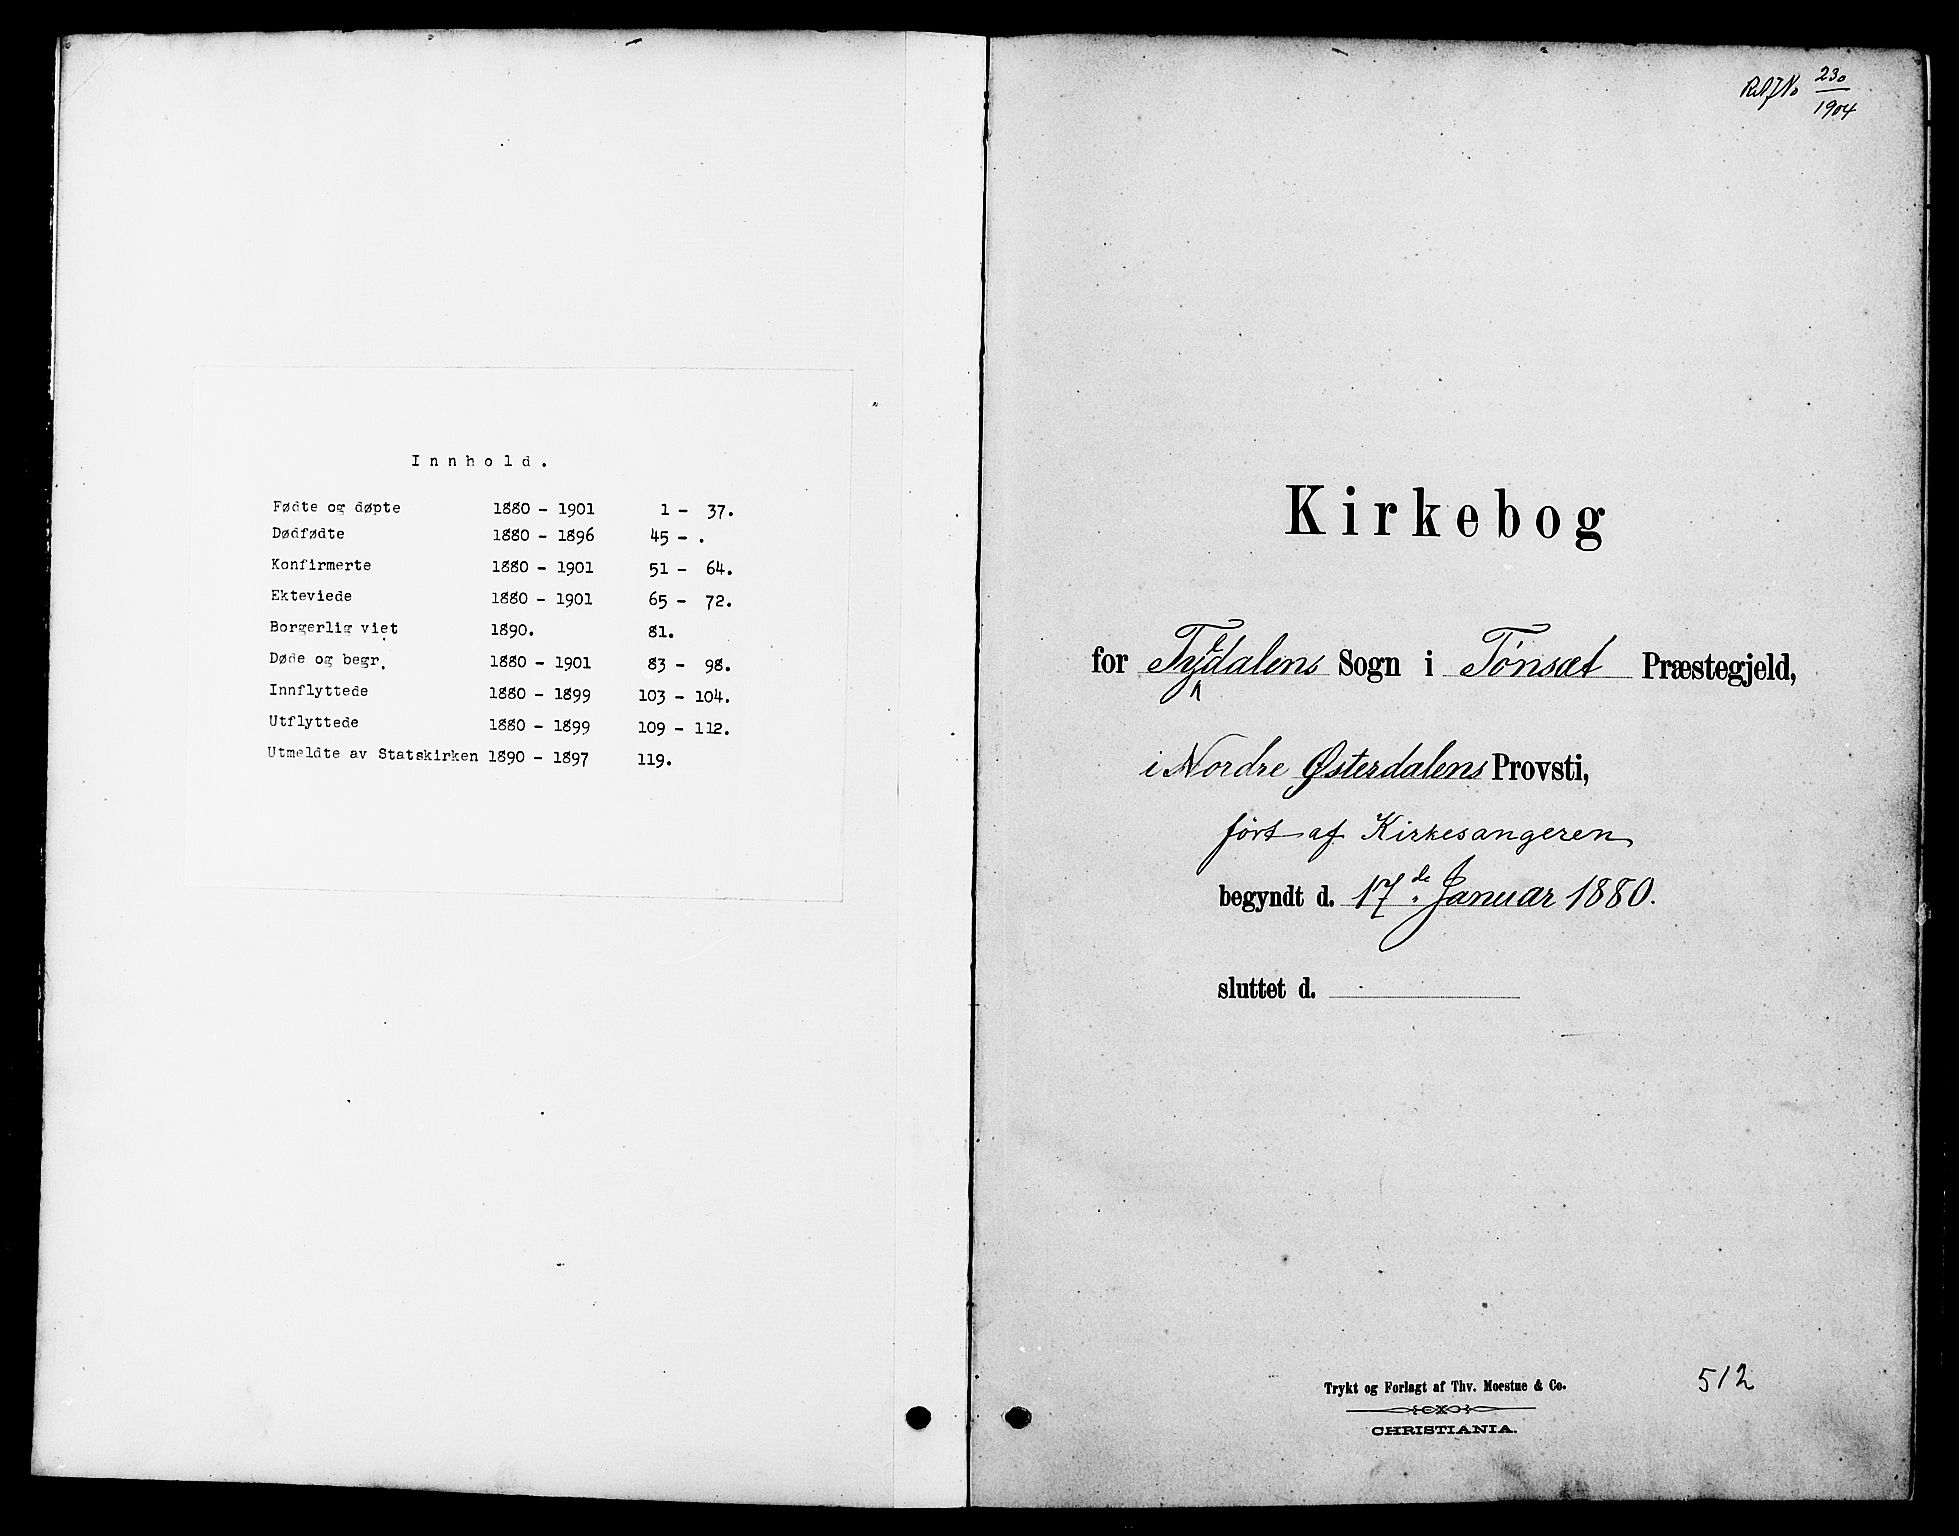 Innhold.
Fødte og døpte 1880 - 1901 1 - 37.
Dødfødte 1880 - 1896 45 - .
Konfirmerte 1880 - 1901 51 - 64.
Ekteviede 1880 - 1901 65 - 72.
Borgerlig viet 1890. 81.
Døde og begr. 1880 - 1901 83 - 98.
Innflyttede 1880 - 1899 103 - 104.
Utflyttede 1880 - 1899 109 - 112.
Utmeldte av Statskirken 1890 - 1897 119.
230
1904
Kirkebog
for Tyldalens Sogn i Tønsæt Præstegjeld,
i Nordre Østerdalens Provsti,
ført af Kirkesangeren
begyndt d. 17de Januar 1880.
sluttet d.
Trykt og Forlagt af Thv. Moestue & Co.
CHRISTIANIA.
512